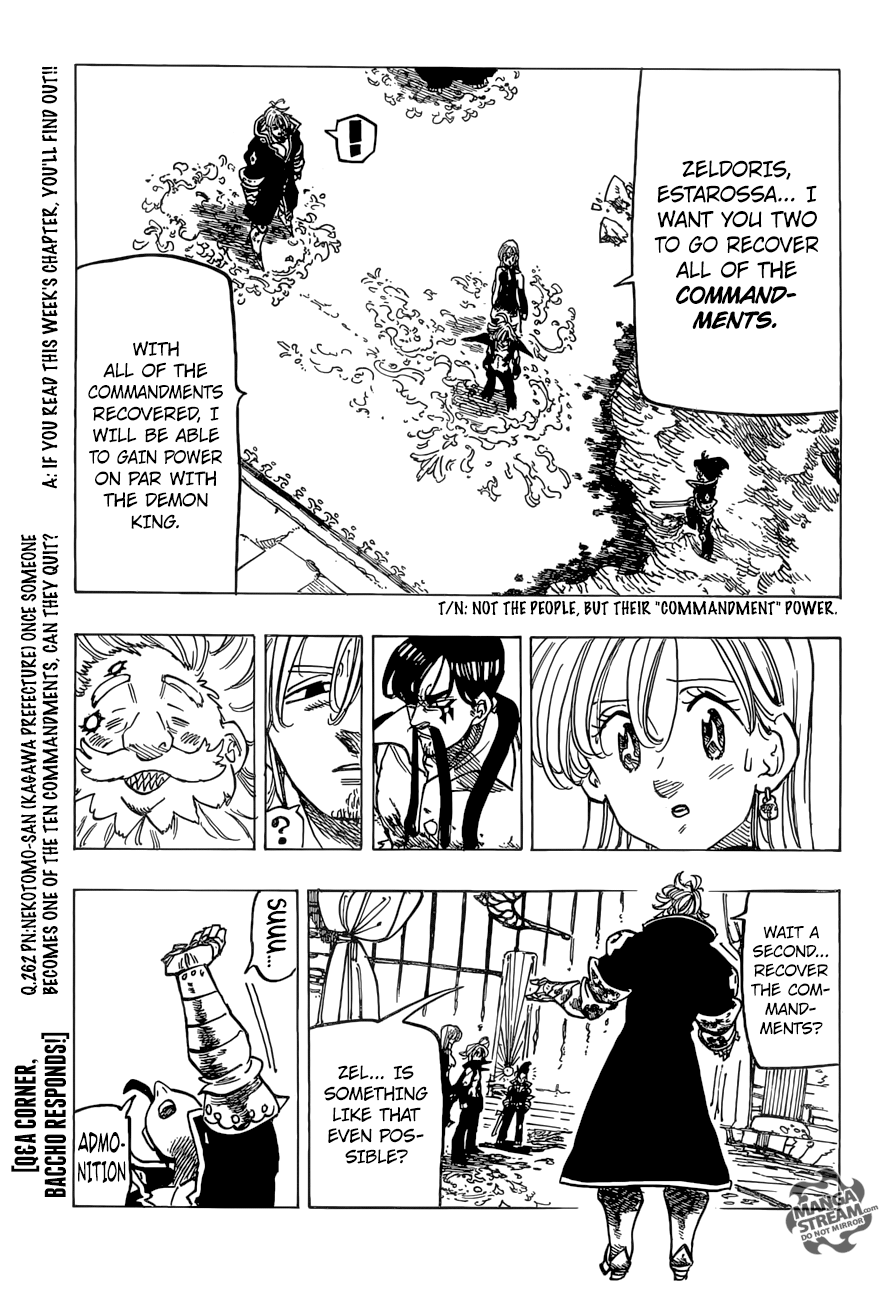 ZELDORIS,
ESTAROSSA... I
WANT YOU TWO
TO GO RECOVER
ALL OF THE
COMMAND-
MENTS.
!
WITH
ALL OF THE
COMMANDMENTS
RECOVERED, I
WILL BE ABLE
TO GAIN POWER
ON PAR WITH
THE DEMON
KING.
T/N: NOT THE PEOPLE, BUT THEIR "COMMANDMENT" POWER.
?
WAIT A
SECOND...
RECOVER
THE COM-
MAND-
MENTS?
ZEL... IS
SOMETHING
LIKE THAT
EVEN POS-
SIBLE?
SUUU...
ADMO-
NITION
[Q&A CORNER,
BACCHO RESPONDS!]
Q.262 PN:NEKOTOMO-SAN (KAGAWA PREFECTURE) ONCE SOMEONE
BECOMES ONE OF THE TEN COMMANDMENTS, CAN THEY QUIT?
A: IF YOU READ THIS WEEK'S CHAPTER, YOU'LL FIND OUT!!
MANGA
STREAM.com
DO NOT MIRROR